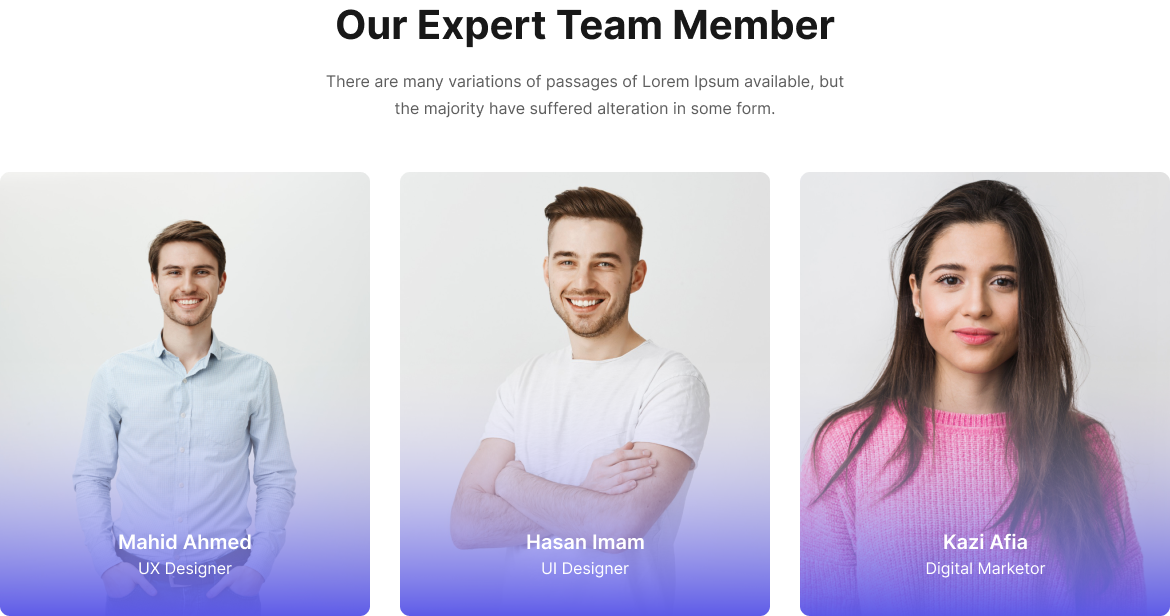 Our Expert Team Member
There are many variations of passages of Lorem Ipsum available, but
the majority have suffered alteration in some form.
Mahid Ahmed
UX Designer
Hasan Imam
UI Designer
Kazi Afia
Digital Marketor